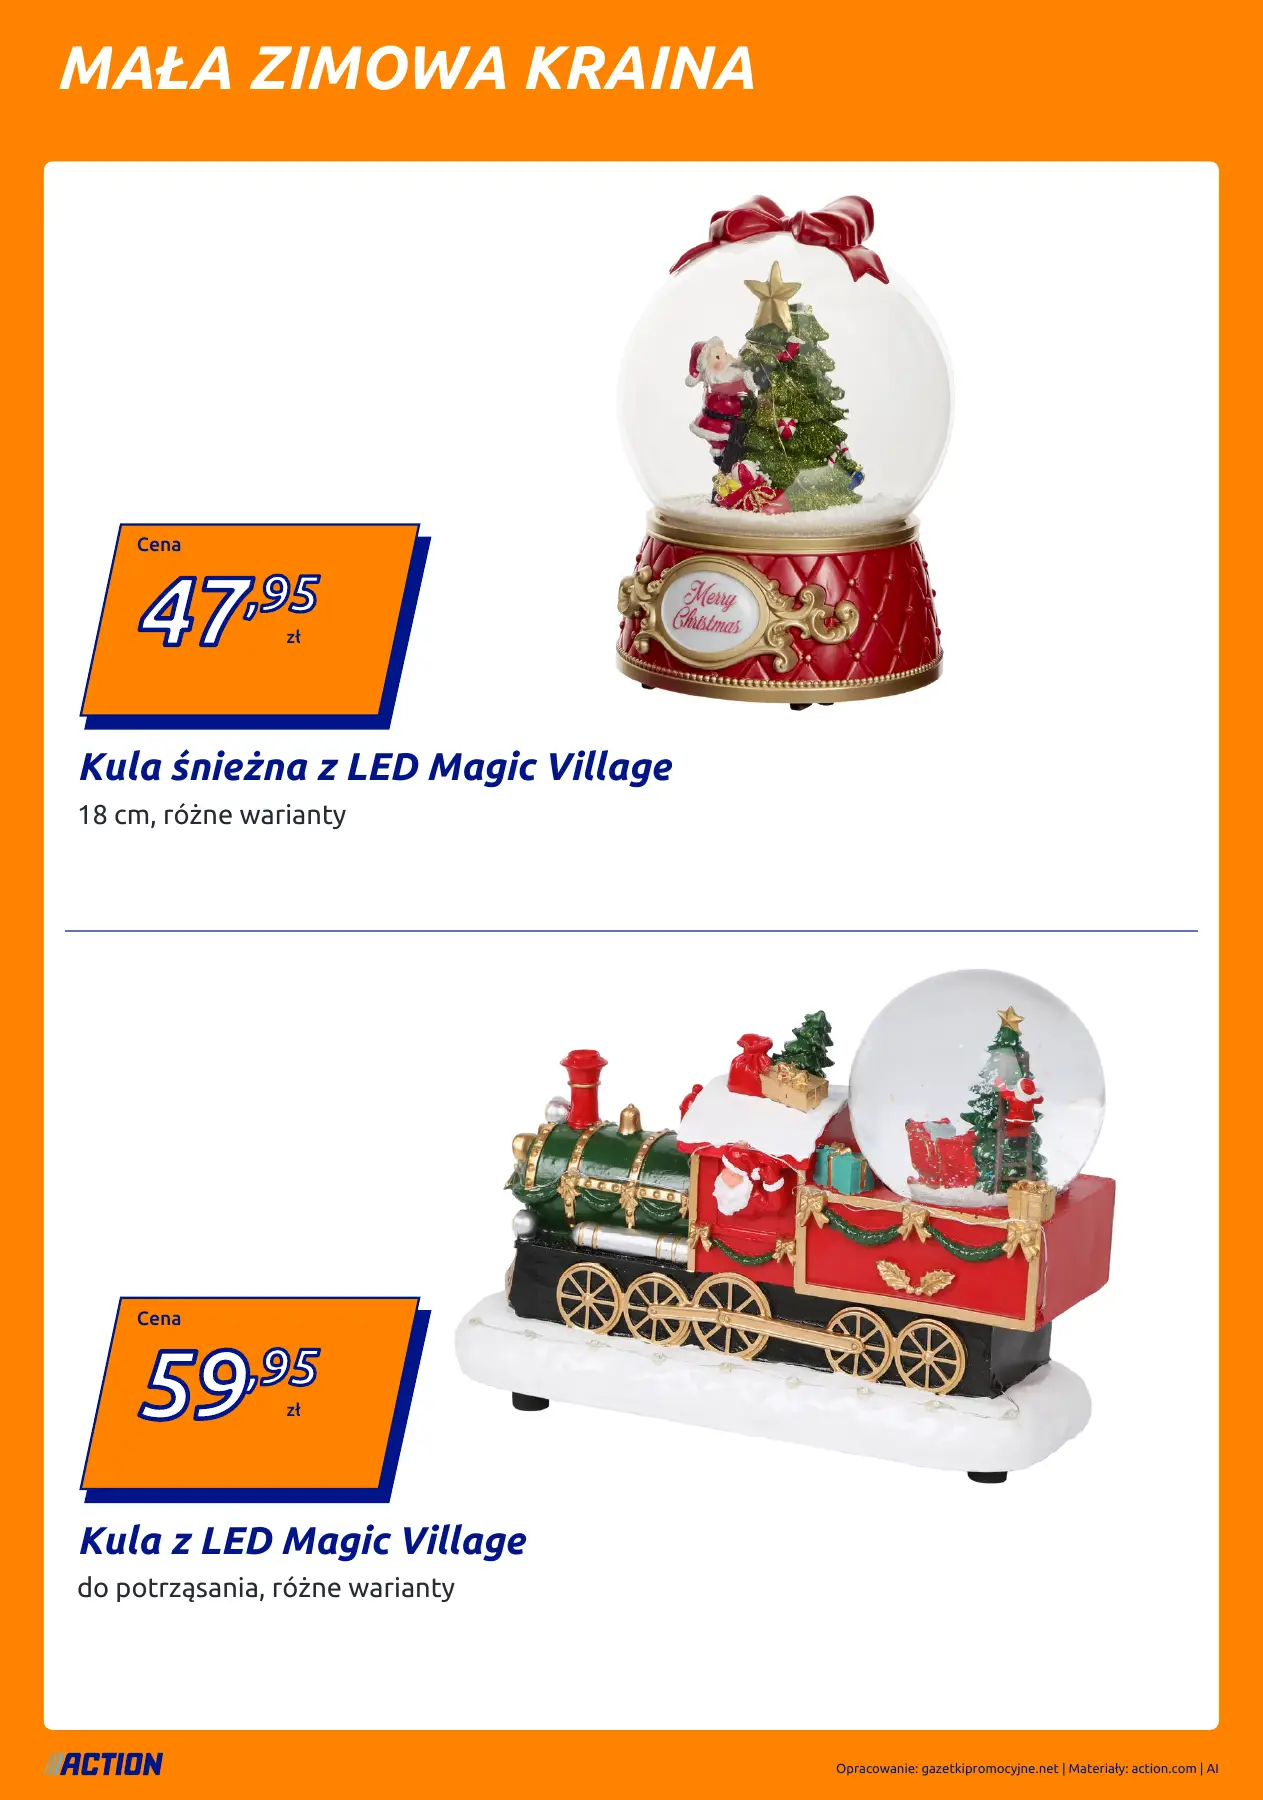 MAŁA ZIMOWA KRAINA
Merry
Christmas
Cena
47,95
zł
Kula śnieżna z LED Magic Village
18 cm, różne warianty
Cena
59,95
zł
Kula z LED Magic Village
do potrząsania, różne warianty
ACTION
Opracowanie: gazetkipromocyjne.net | Materiały: action.com | AI